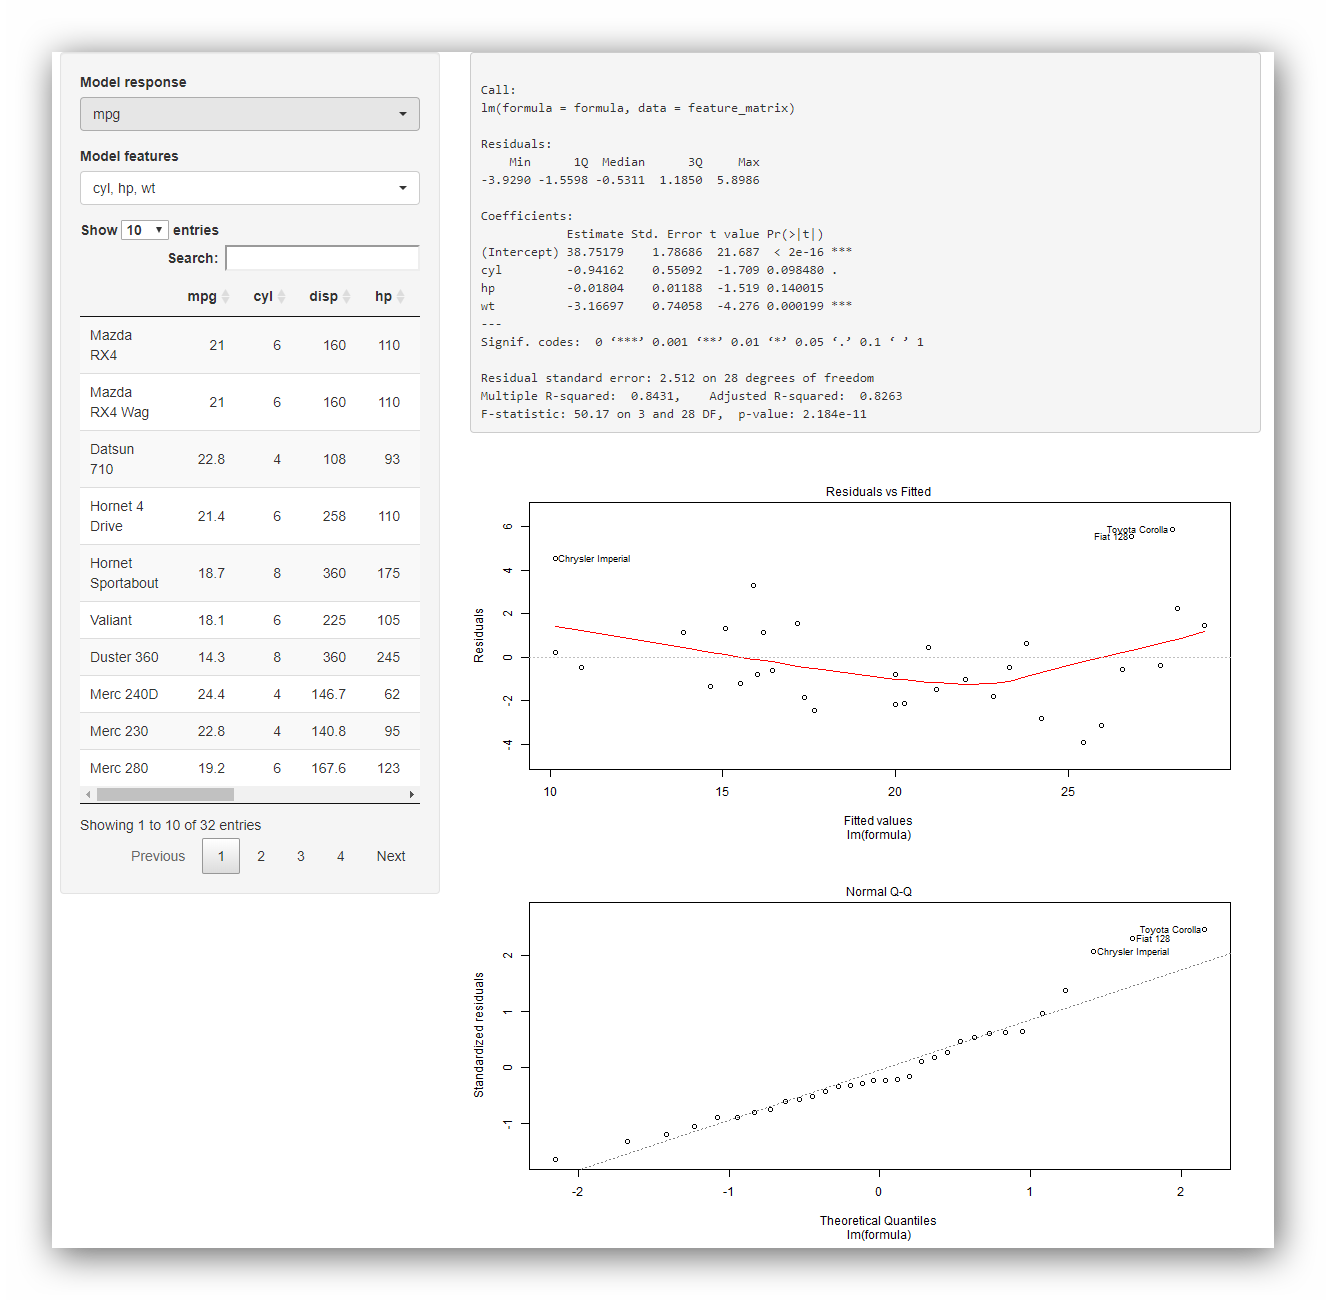 Model response
mpg
Model features
cyl, hp, wt
Show 10 entries
Search:
mpg cyl disp hp
Mazda RX4 21 6 160 110
Mazda RX4 Wag 21 6 160 110
Datsun 710 22.8 4 108 93
Hornet 4 Drive 21.4 6 258 110
Hornet Sportabout 18.7 8 360 175
Valiant 18.1 6 225 105
Duster 360 14.3 8 360 245
Merc 240D 24.4 4 146.7 62
Merc 230 22.8 4 140.8 95
Merc 280 19.2 6 167.6 123
Showing 1 to 10 of 32 entries
Previous 1 2 3 4 Next
Call:
lm(formula = formula, data = feature_matrix)
Residuals:
Min 1Q Median 3Q Max
-3.9290 -1.5598 -0.5311 1.1850 5.8986
Coefficients:
Estimate Std. Error t value Pr(>|t|)
(Intercept) 38.75179 1.78686 21.687 < 2e-16 ***
cyl -0.94162 0.55092 -1.709 0.098480 .
hp -0.01804 0.01188 -1.519 0.140015
wt -3.16697 0.74058 -4.276 0.000199 ***
---
Signif. codes: 0 ‘***’ 0.001 ‘**’ 0.01 ‘*’ 0.05 ‘.’ 0.1 ‘ ’ 1
Residual standard error: 2.512 on 28 degrees of freedom
Multiple R-squared: 0.8431, Adjusted R-squared: 0.8263
F-statistic: 50.17 on 3 and 28 DF, p-value: 2.184e-11
Residuals vs Fitted
Residuals
6
4
2
0
-2
-4
Toyota Corolla
Fiat 128
Chrysler Imperial
10 15 20 25
Fitted values
lm(formula)
Normal Q-Q
Standardized residuals
2
1
0
-1
Toyota Corolla
Fiat 128
Chrysler Imperial
-2 -1 0 1 2
Theoretical Quantiles
lm(formula)